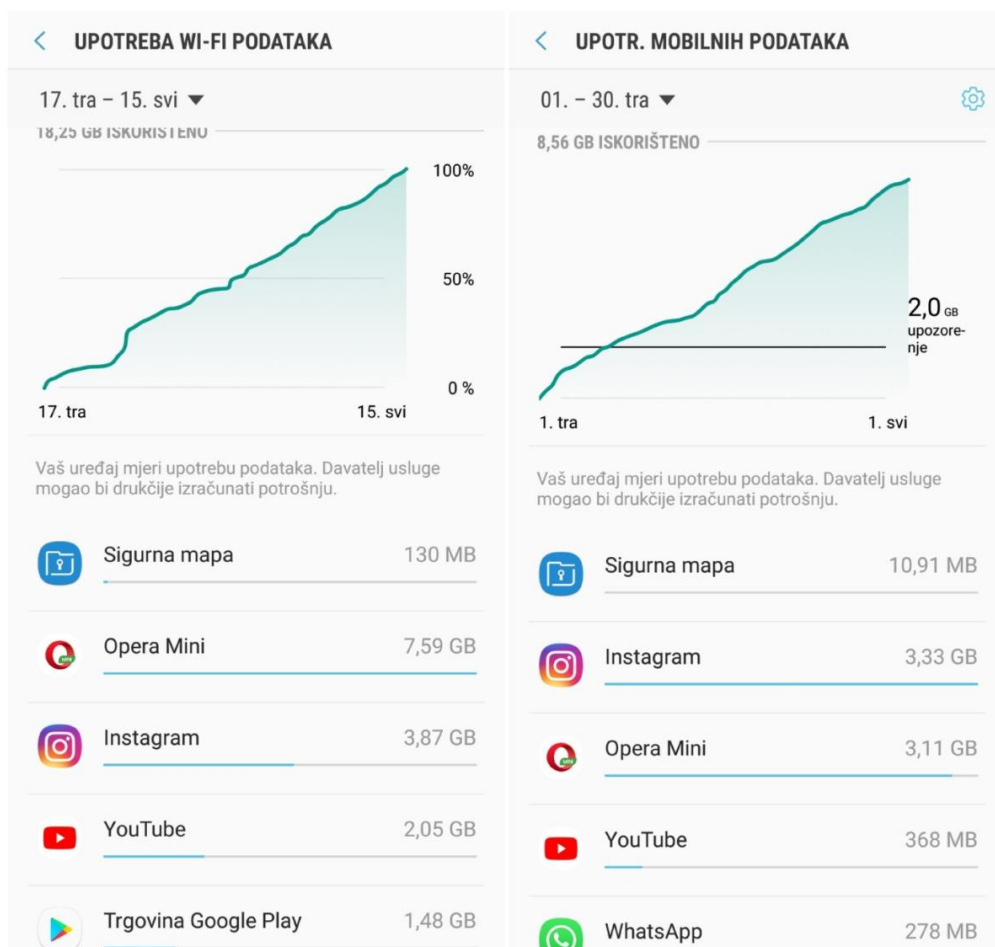 UPOTREBA WI-FI PODATAKA
17. tra – 15. svi
18,25 GB ISKORIŠTENO
100%
50%
0 %
17. tra
15. svi
Vaš uređaj mjeri upotrebu podataka. Davatelj usluge
mogao bi drukčije izračunati potrošnju.
Sigurna mapa
130 MB
Opera Mini
7,59 GB
Instagram
3,87 GB
YouTube
2,05 GB
Trgovina Google Play
1,48 GB
UPOTR. MOBILNIH PODATAKA
01. – 30. tra
8,56 GB ISKORIŠTENO
2,0 GB
upozore-
nje
1. tra
1. svi
Vaš uređaj mjeri upotrebu podataka. Davatelj usluge
mogao bi drukčije izračunati potrošnju.
Sigurna mapa
10,91 MB
Instagram
3,33 GB
Opera Mini
3,11 GB
YouTube
368 MB
WhatsApp
278 MB